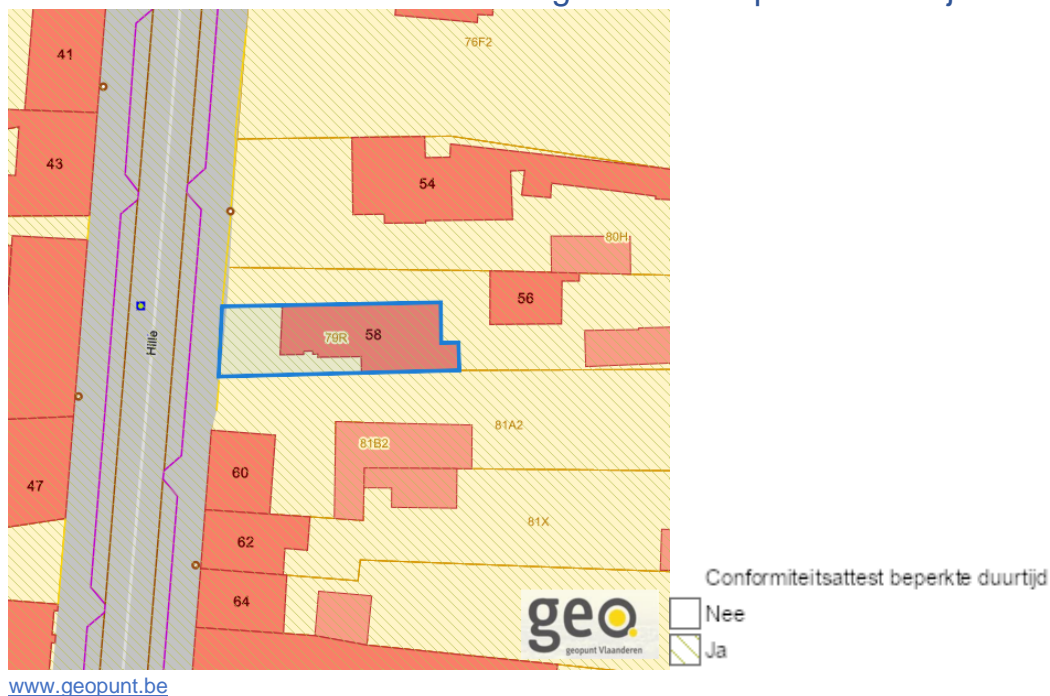 76F2
41
43
54
80H
56
Hille
79R
58
81A2
81B2
60
47
81X
62
64
geo
geopunt Vlaanderen
Conformiteitsattest beperkte duurtijd
Nee
Ja
www.geopunt.be